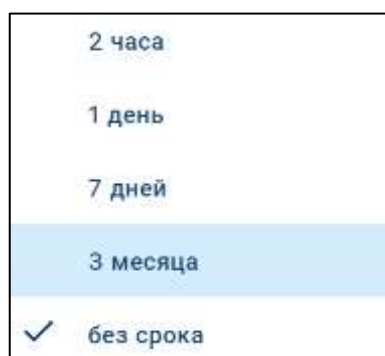 2 часа
1 день
7 дней
3 месяца
без срока